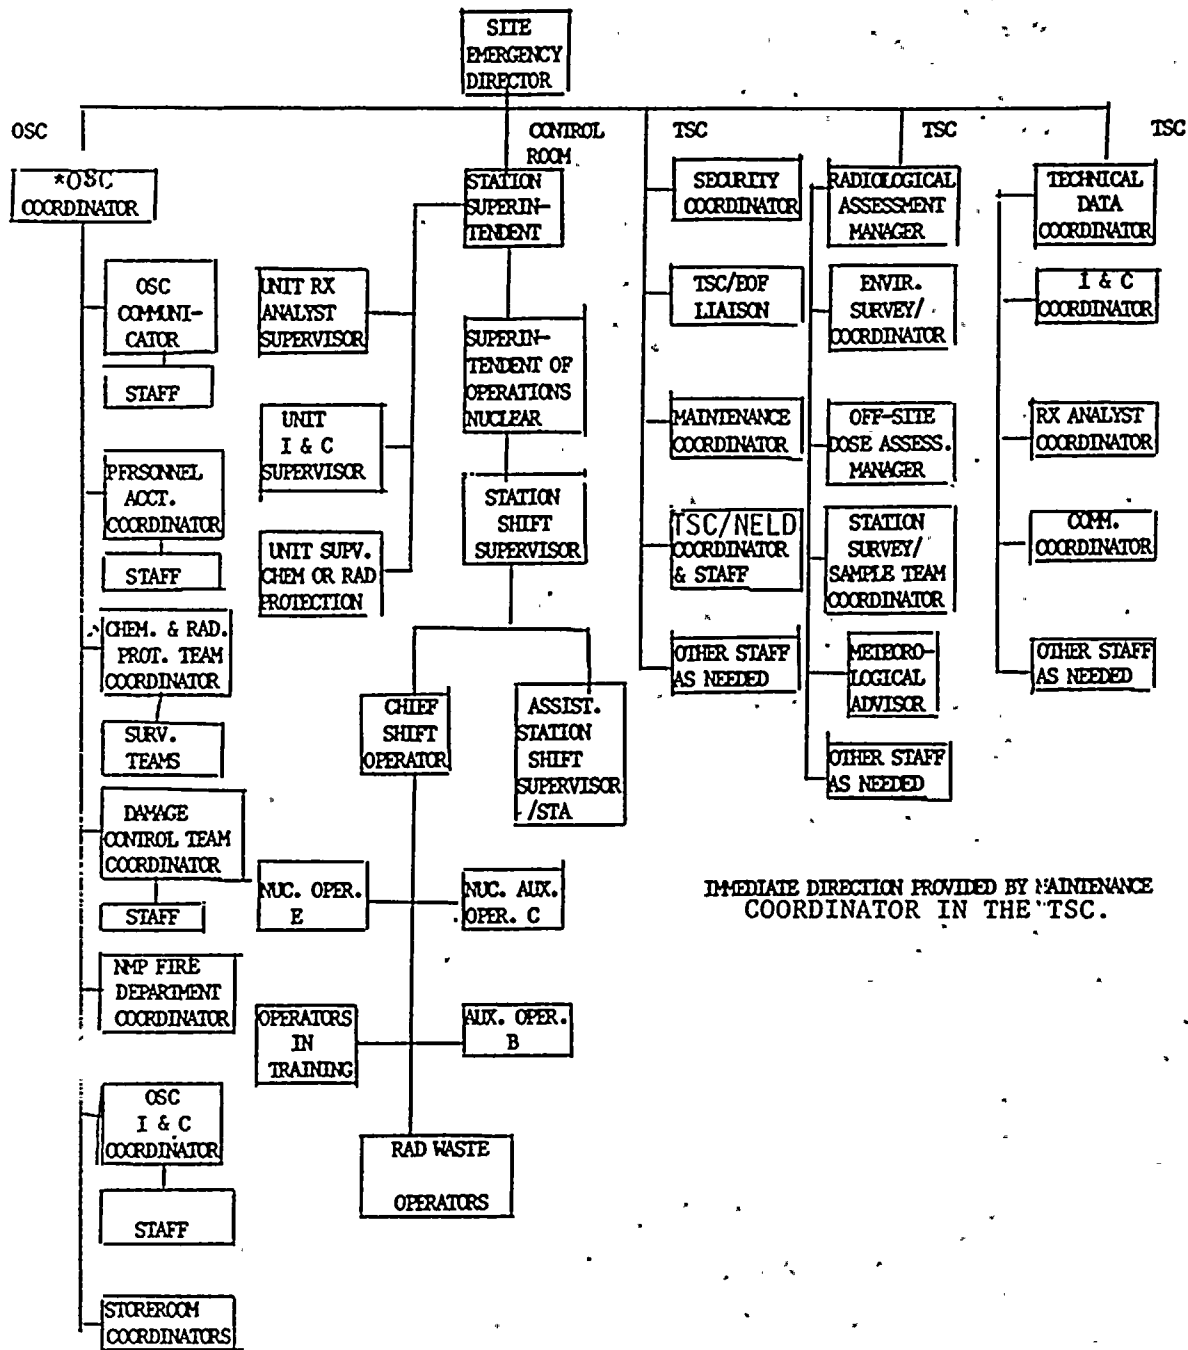 SITE
EMERGENCY
DIRECTOR
OSC
CONTROL
ROOM
TSC
TSC
TSC
*OSC
COORDINATOR
OSC
COMMUNI-
CATOR
STAFF
PERSONNEL
ACCT.
COORDINATOR
STAFF
CHEM. & RAD.
PROT. TEAM
COORDINATOR
SURV.
TEAMS
DAMAGE
CONTROL TEAM
COORDINATOR
STAFF
NMP FIRE
DEPARTMENT
COORDINATOR
OSC
I & C
COORDINATOR
STAFF
STOREROOM
COORDINATORS
STATION
SUPERIN-
TENDENT
UNIT RX
ANALYST
SUPERVISOR
UNIT
I & C
SUPERVISOR
UNIT SUPV.
CHEM OR RAD
PROTECTION
SUPERIN-
TENDENT OF
OPERATIONS
NUCLEAR
STATION
SHIFT
SUPERVISOR
CHIEF
SHIFT
OPERATOR
ASSIST.
STATION
SHIFT
SUPERVISOR
/STA
NUC. OPER.
E
NUC. AUX.
OPER. C
OPERATORS
IN
TRAINING
AUX. OPER.
B
RAD WASTE
OPERATORS
SECURITY
COORDINATOR
TSC/EOF
LIAISON
MAINTENANCE
COORDINATOR
TSC/NELD
COORDINATOR
& STAFF
OTHER STAFF
AS NEEDED
RADIOLOGICAL
ASSESSMENT
MANAGER
ENVIR.
SURVEY/
COORDINATOR
OFF-SITE
DOSE ASSESS.
MANAGER
STATION
SURVEY/
SAMPLE TEAM
COORDINATOR
METEORO-
LOGICAL
ADVISOR
OTHER STAFF
AS NEEDED
TECHNICAL
DATA
COORDINATOR
I & C
COORDINATOR
RX ANALYST
COORDINATOR
COMM.
COORDINATOR
OTHER STAFF
AS NEEDED
IMMEDIATE DIRECTION PROVIDED BY MAINTENANCE
COORDINATOR IN THE TSC.